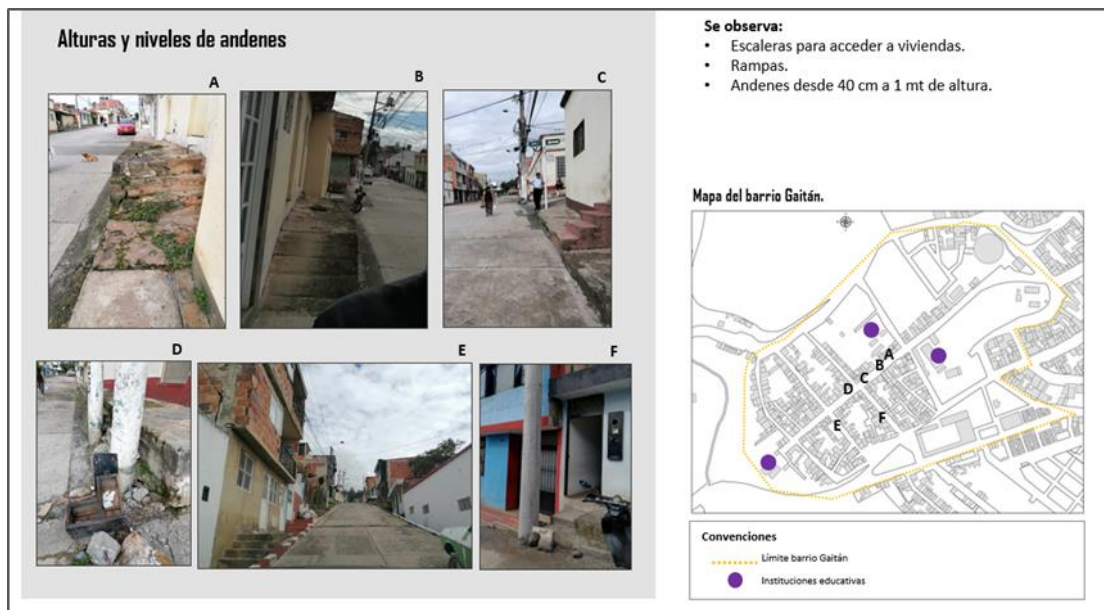 Alturas y niveles de andenes
A
B
C
D
E
F
Se observa:
• Escaleras para acceder a viviendas.
• Rampas.
• Andenes desde 40 cm a 1 mt de altura.
Mapa del barrio Gaitán.
A
B
C
D
E
F
Convenciones
Límite barrio Gaitán
Instituciones educativas